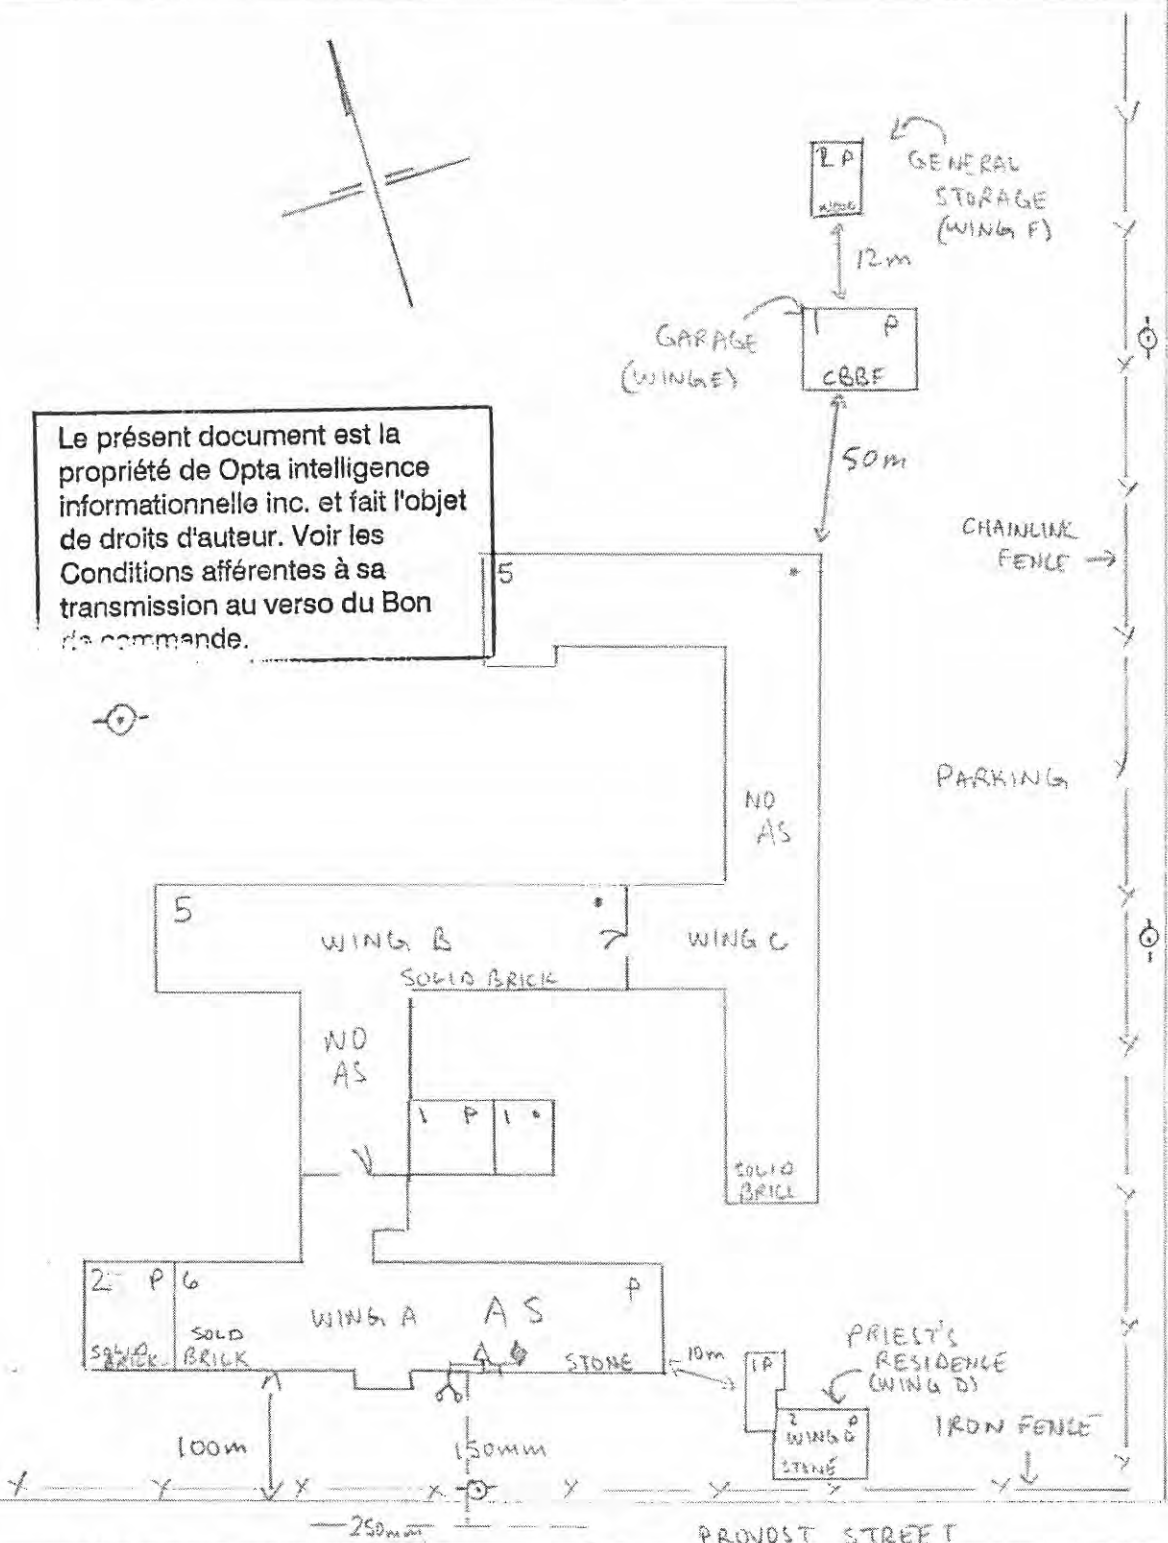 2 P
WOOD
GENERAL
STORAGE
(WING F)
12m
GARAGE
(WING E)
1 P
CBBF
50m
Le présent document est la
propriété de Opta intelligence
informationnelle inc. et fait l'objet
de droits d'auteur. Voir les
Conditions afférentes à sa
transmission au verso du Bon
de commande.
CHAINLINK
FENCE
5
PARKING
NO
AS
5
WING B
WING C
SOLID BRICK
NO
AS
1 P
1
SOLID
BRICK
2 P
6
P
WING A
AS
SOLID
BRICK
SOLID
BRICK
STONE
10m
PRIEST'S
RESIDENCE
(WING D)
1P
2 P
WING
STONE
IRON FENCE
100m
150mm
250mm
PROVOST STREET